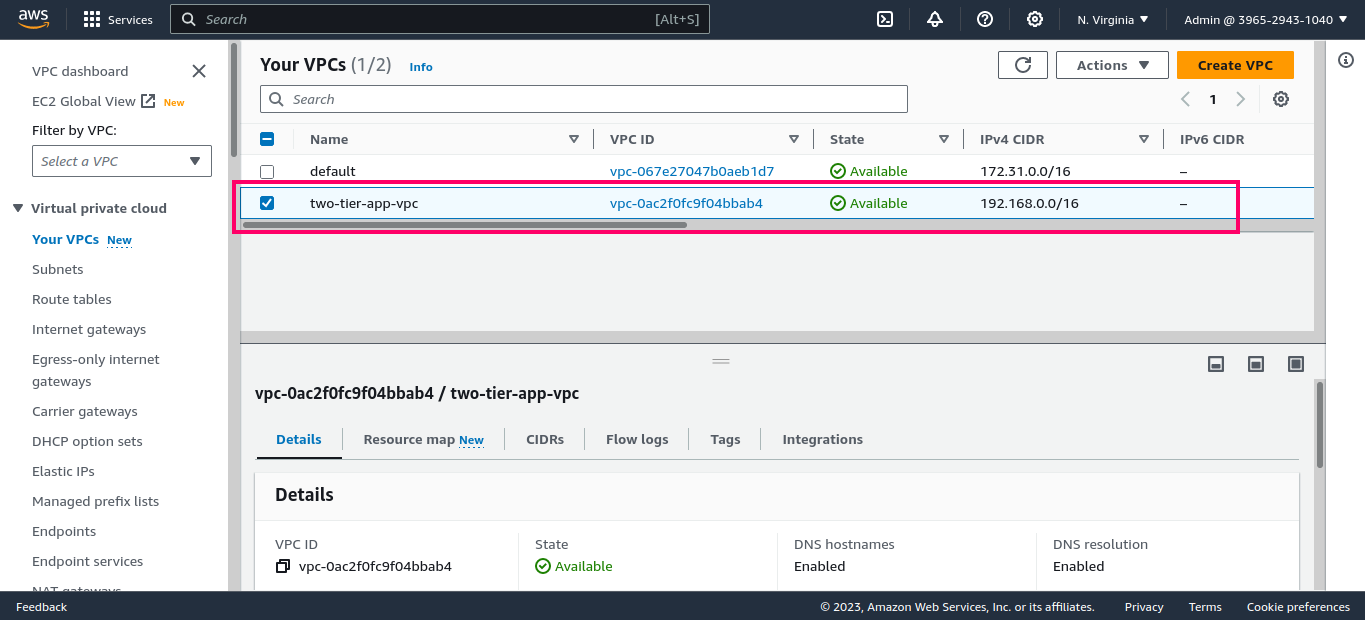 aws
Services
Search [Alt+S]
N. Virginia
Admin @ 3965-2943-1040
VPC dashboard
EC2 Global View New
Filter by VPC:
Select a VPC
Virtual private cloud
Your VPCs New
Subnets
Route tables
Internet gateways
Egress-only internet
gateways
Carrier gateways
DHCP option sets
Elastic IPs
Managed prefix lists
Endpoints
Endpoint services
NAT gateways
Your VPCs (1/2) Info
Actions
Create VPC
Search
1
Name VPC ID State IPv4 CIDR IPv6 CIDR
default vpc-067e27047b0aeb1d7 Available 172.31.0.0/16 –
two-tier-app-vpc vpc-0ac2f0fc9f04bbab4 Available 192.168.0.0/16 –
vpc-0ac2f0fc9f04bbab4 / two-tier-app-vpc
Details Resource map New CIDRs Flow logs Tags Integrations
Details
VPC ID State DNS hostnames DNS resolution
vpc-0ac2f0fc9f04bbab4 Available Enabled Enabled
Feedback © 2023, Amazon Web Services, Inc. or its affiliates. Privacy Terms Cookie preferences